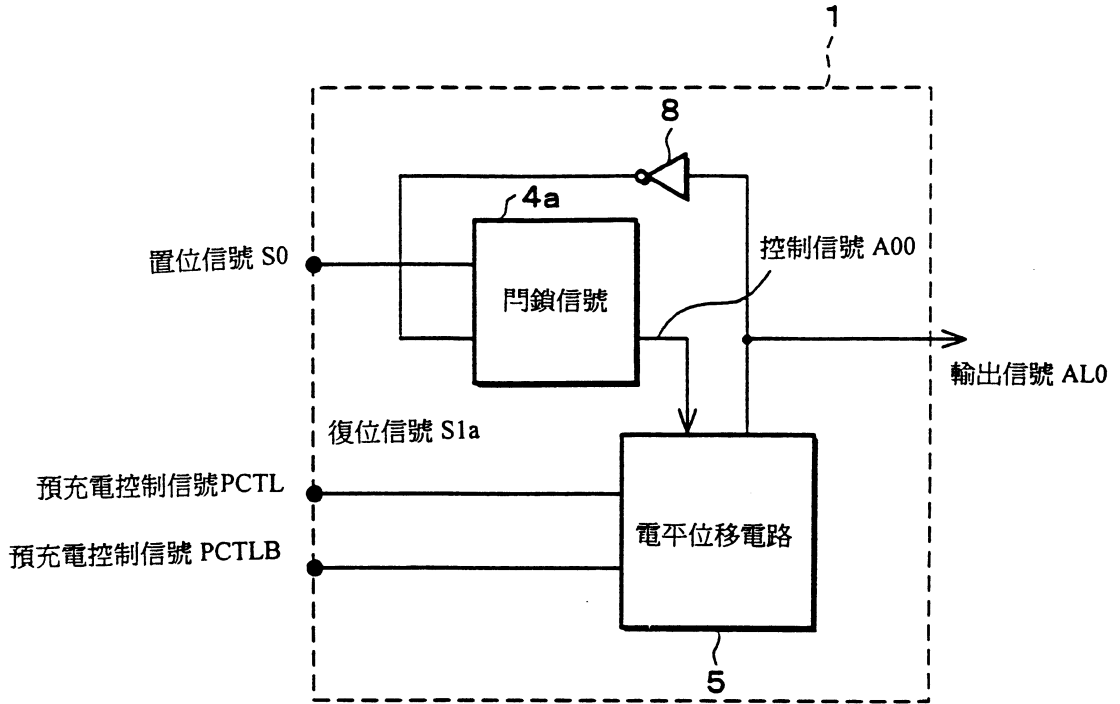 1
8
4a
置位信號 S0
控制信號 A00
閂鎖信號
輸出信號 AL0
復位信號 S1a
預充電控制信號PCTL
電平位移電路
預充電控制信號 PCTLB
5